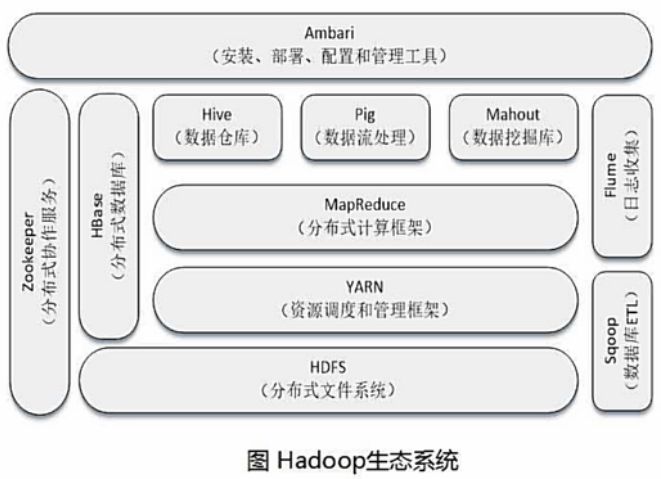 Ambari
（安装、部署、配置和管理工具）
Zookeeper
（分布式协作服务）
HBase
（分布式数据库）
Hive
（数据仓库）
Pig
（数据流处理）
Mahout
（数据挖掘库）
Flume
（日志收集）
MapReduce
（分布式计算框架）
YARN
（资源调度和管理框架）
Sqoop
（数据库ETL）
HDFS
（分布式文件系统）
图 Hadoop生态系统